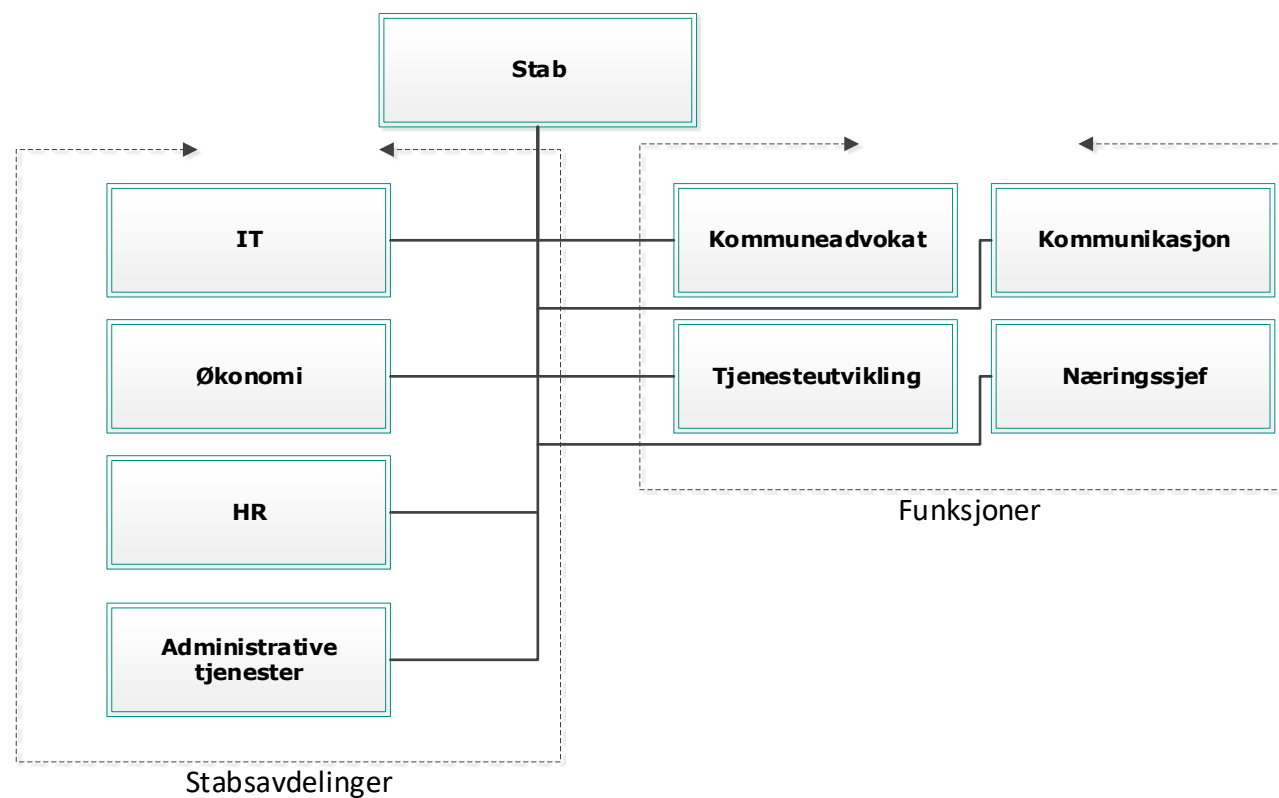 Stab
IT
Kommuneadvokat
Kommunikasjon
Økonomi
Tjenesteutvikling
Næringssjef
HR
Funksjoner
Administrative
tjenester
Stabsavdelinger